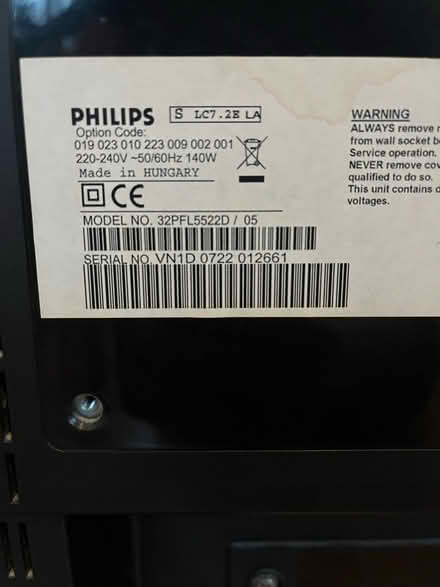 PHILIPS S LC7.2E LA
Option Code:
019 023 010 223 009 002 001
220-240V ~50/60Hz 140W
Made in HUNGARY
CE
MODEL NO. 32PFL5522D / 05
SERIAL NO. VN1D 0722 012661
WARNING
ALWAYS remove
from wall socket
Service operation.
NEVER remove
qualified to do so.
This unit contains
voltages.